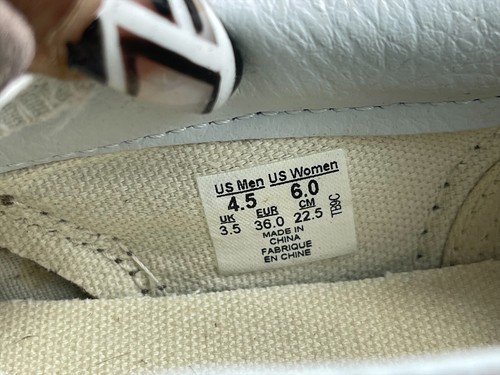 US Men US Women
4.5 6.0
UK EUR CM
3.5 36.0 22.5
MADE IN
CHINA
FABRIQUE
EN CHINE
TB9C